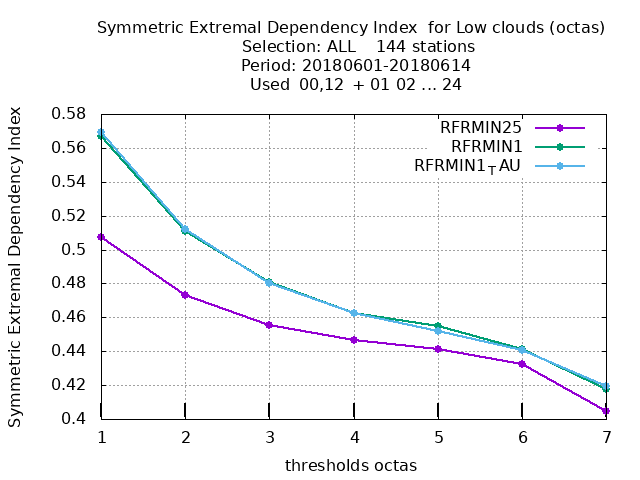 Symmetric Extremal Dependency Index  for Low clouds (octas)
Selection: ALL    144 stations
Period: 20180601-20180614
Used  00,12  + 01 02 ... 24
Symmetric Extremal Dependency Index
0.58
0.56
0.54
0.52
0.5
0.48
0.46
0.44
0.42
0.4
RFRMIN25
RFRMIN1
RFRMIN1TAU
1 2 3 4 5 6 7
thresholds octas